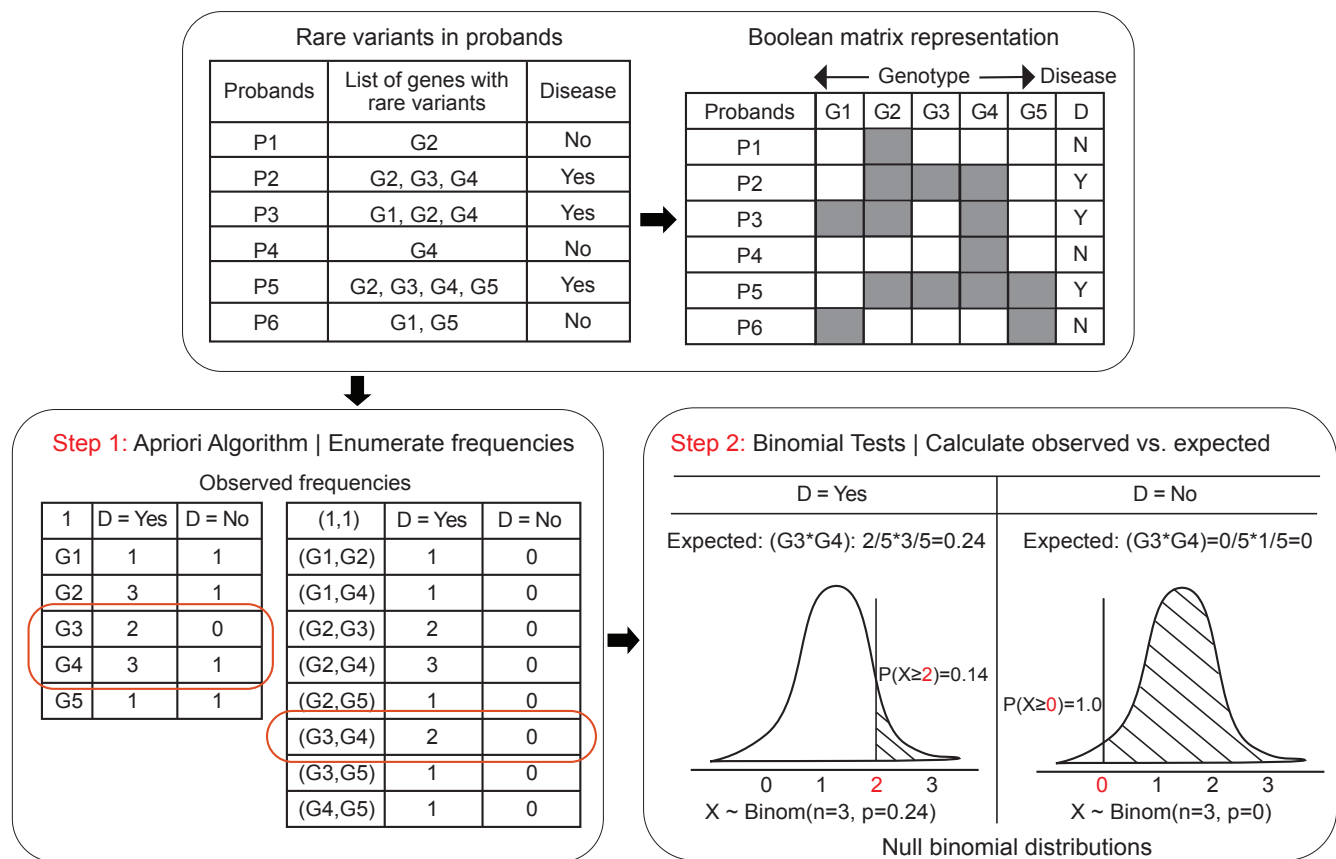 Rare variants in probands
Probands | List of genes with rare variants | Disease
P1 | G2 | No
P2 | G2, G3, G4 | Yes
P3 | G1, G2, G4 | Yes
P4 | G4 | No
P5 | G2, G3, G4, G5 | Yes
P6 | G1, G5 | No
Boolean matrix representation
Genotype Disease
Probands | G1 | G2 | G3 | G4 | G5 | D
P1 | N
P2 | Y
P3 | Y
P4 | N
P5 | Y
P6 | N
Step 1: Apriori Algorithm | Enumerate frequencies
Observed frequencies
1 | D = Yes | D = No
G1 | 1 | 1
G2 | 3 | 1
G3 | 2 | 0
G4 | 3 | 1
G5 | 1 | 1
(1,1) | D = Yes | D = No
(G1,G2) | 1 | 0
(G1,G4) | 1 | 0
(G2,G3) | 2 | 0
(G2,G4) | 3 | 0
(G2,G5) | 1 | 0
(G3,G4) | 2 | 0
(G3,G5) | 1 | 0
(G4,G5) | 1 | 0
Step 2: Binomial Tests | Calculate observed vs. expected
D = Yes
Expected: (G3*G4): 2/5*3/5=0.24
P(X≥2)=0.14
0 1 2 3
X ~ Binom(n=3, p=0.24)
D = No
Expected: (G3*G4)=0/5*1/5=0
P(X≥0)=1.0
0 1 2 3
X ~ Binom(n=3, p=0)
Null binomial distributions